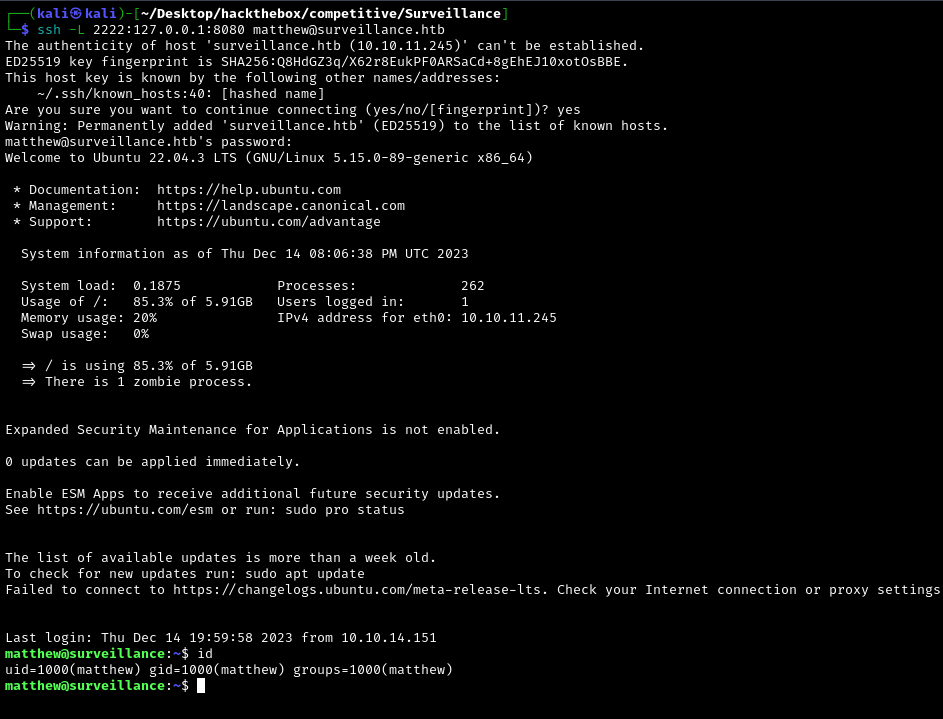 ┌──(kali㉿kali)-[~/Desktop/hackthebox/competitive/Surveillance]
└─$ ssh -L 2222:127.0.0.1:8080 matthew@surveillance.htb
The authenticity of host 'surveillance.htb (10.10.11.245)' can't be established.
ED25519 key fingerprint is SHA256:Q8HdGZ3q/X62r8EukPF0ARSaCd+8gEhEJ10xotOsBBE.
This host key is known by the following other names/addresses:
    ~/.ssh/known_hosts:40: [hashed name]
Are you sure you want to continue connecting (yes/no/[fingerprint])? yes
Warning: Permanently added 'surveillance.htb' (ED25519) to the list of known hosts.
matthew@surveillance.htb's password:
Welcome to Ubuntu 22.04.3 LTS (GNU/Linux 5.15.0-89-generic x86_64)

 * Documentation:  https://help.ubuntu.com
 * Management:     https://landscape.canonical.com
 * Support:        https://ubuntu.com/advantage

  System information as of Thu Dec 14 08:06:38 PM UTC 2023

  System load:  0.1875            Processes:             262
  Usage of /:   85.3% of 5.91GB   Users logged in:       1
  Memory usage: 20%               IPv4 address for eth0: 10.10.11.245
  Swap usage:   0%

  => / is using 85.3% of 5.91GB
  => There is 1 zombie process.

Expanded Security Maintenance for Applications is not enabled.

0 updates can be applied immediately.

Enable ESM Apps to receive additional future security updates.
See https://ubuntu.com/esm or run: sudo pro status

The list of available updates is more than a week old.
To check for new updates run: sudo apt update
Failed to connect to https://changelogs.ubuntu.com/meta-release-lts. Check your Internet connection or proxy settings

Last login: Thu Dec 14 19:59:58 2023 from 10.10.14.151
matthew@surveillance:~$ id
uid=1000(matthew) gid=1000(matthew) groups=1000(matthew)
matthew@surveillance:~$